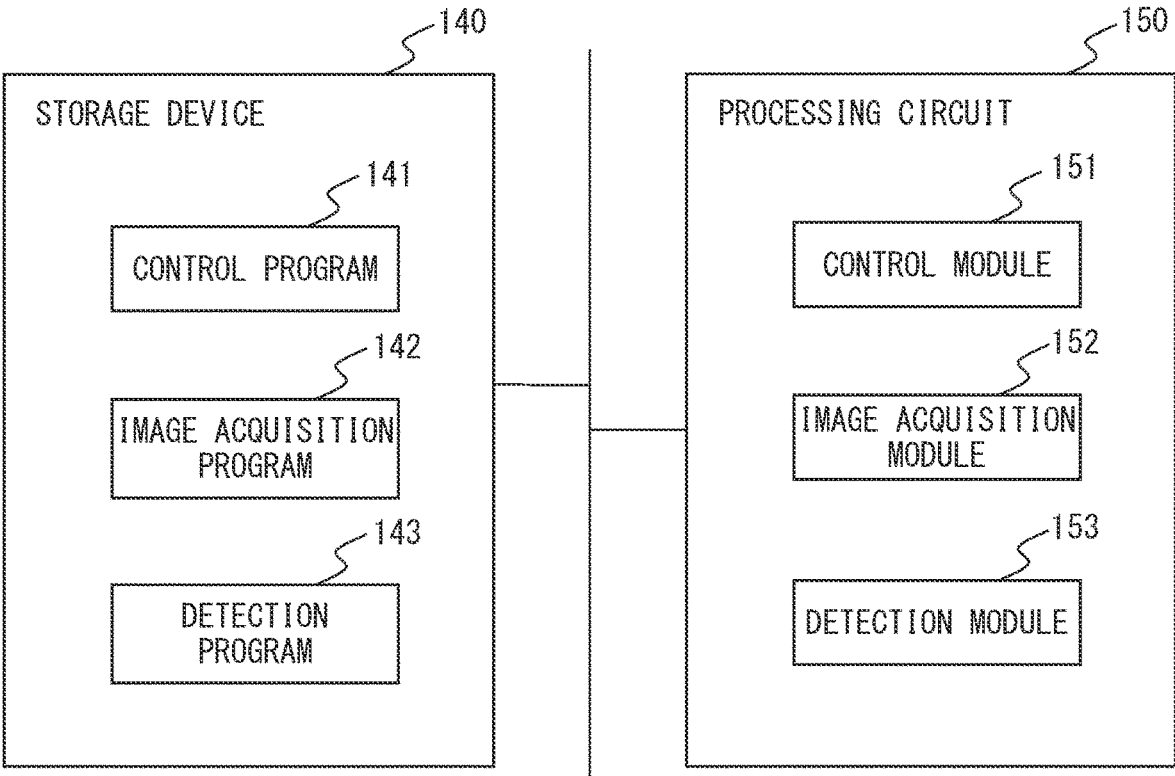 140
STORAGE DEVICE
141
CONTROL PROGRAM
142
IMAGE ACQUISITION
PROGRAM
143
DETECTION
PROGRAM
150
PROCESSING CIRCUIT
151
CONTROL MODULE
152
IMAGE ACQUISITION
MODULE
153
DETECTION MODULE